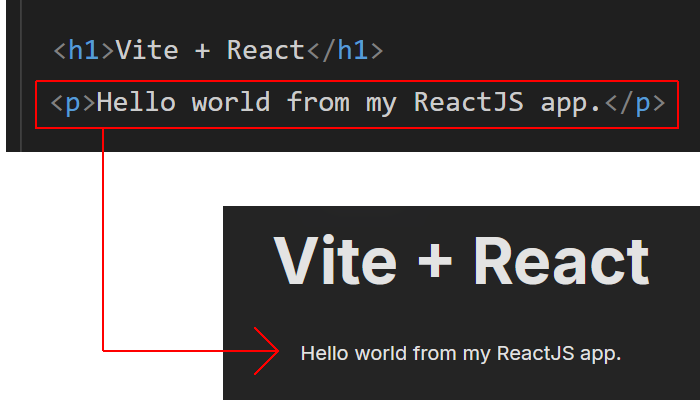 <h1>Vite + React</h1>
<p>Hello world from my ReactJS app.</p>
Vite + React
Hello world from my ReactJS app.